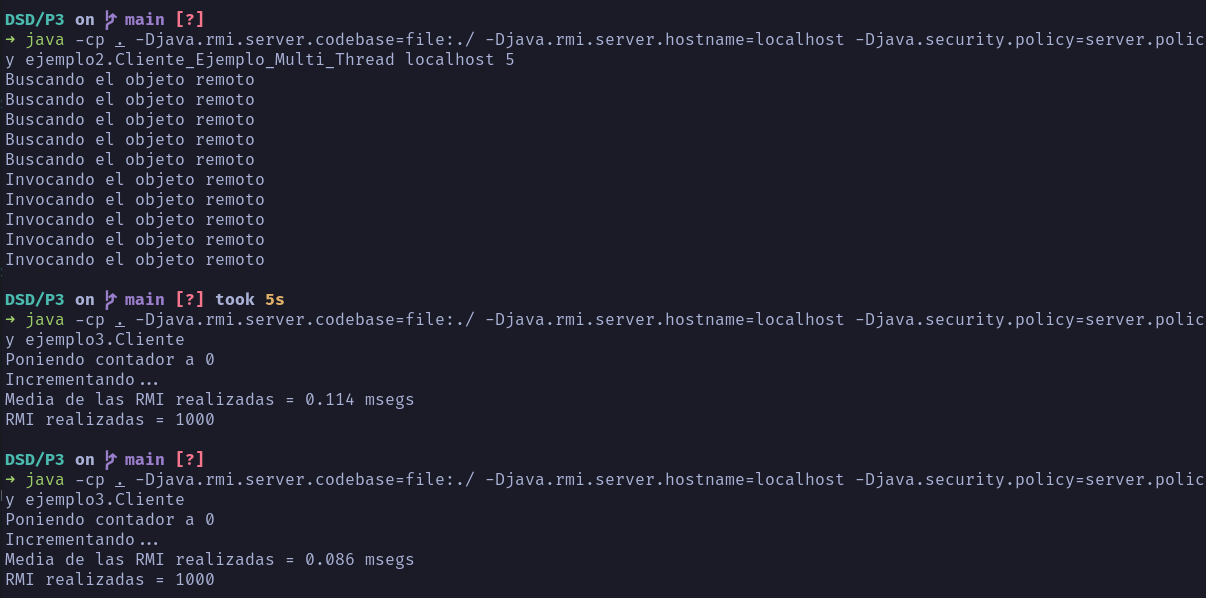 DSD/P3 on main [?]
→ java -cp . -Djava.rmi.server.codebase=file:./ -Djava.rmi.server.hostname=localhost -Djava.security.policy=server.polic
y ejemplo2.Cliente_Ejemplo_Multi_Thread localhost 5
Buscando el objeto remoto
Buscando el objeto remoto
Buscando el objeto remoto
Buscando el objeto remoto
Buscando el objeto remoto
Invocando el objeto remoto
Invocando el objeto remoto
Invocando el objeto remoto
Invocando el objeto remoto
Invocando el objeto remoto
DSD/P3 on main [?] took 5s
→ java -cp . -Djava.rmi.server.codebase=file:./ -Djava.rmi.server.hostname=localhost -Djava.security.policy=server.polic
y ejemplo3.Cliente
Poniendo contador a 0
Incrementando...
Media de las RMI realizadas = 0.114 msegs
RMI realizadas = 1000
DSD/P3 on main [?]
→ java -cp . -Djava.rmi.server.codebase=file:./ -Djava.rmi.server.hostname=localhost -Djava.security.policy=server.polic
y ejemplo3.Cliente
Poniendo contador a 0
Incrementando...
Media de las RMI realizadas = 0.086 msegs
RMI realizadas = 1000